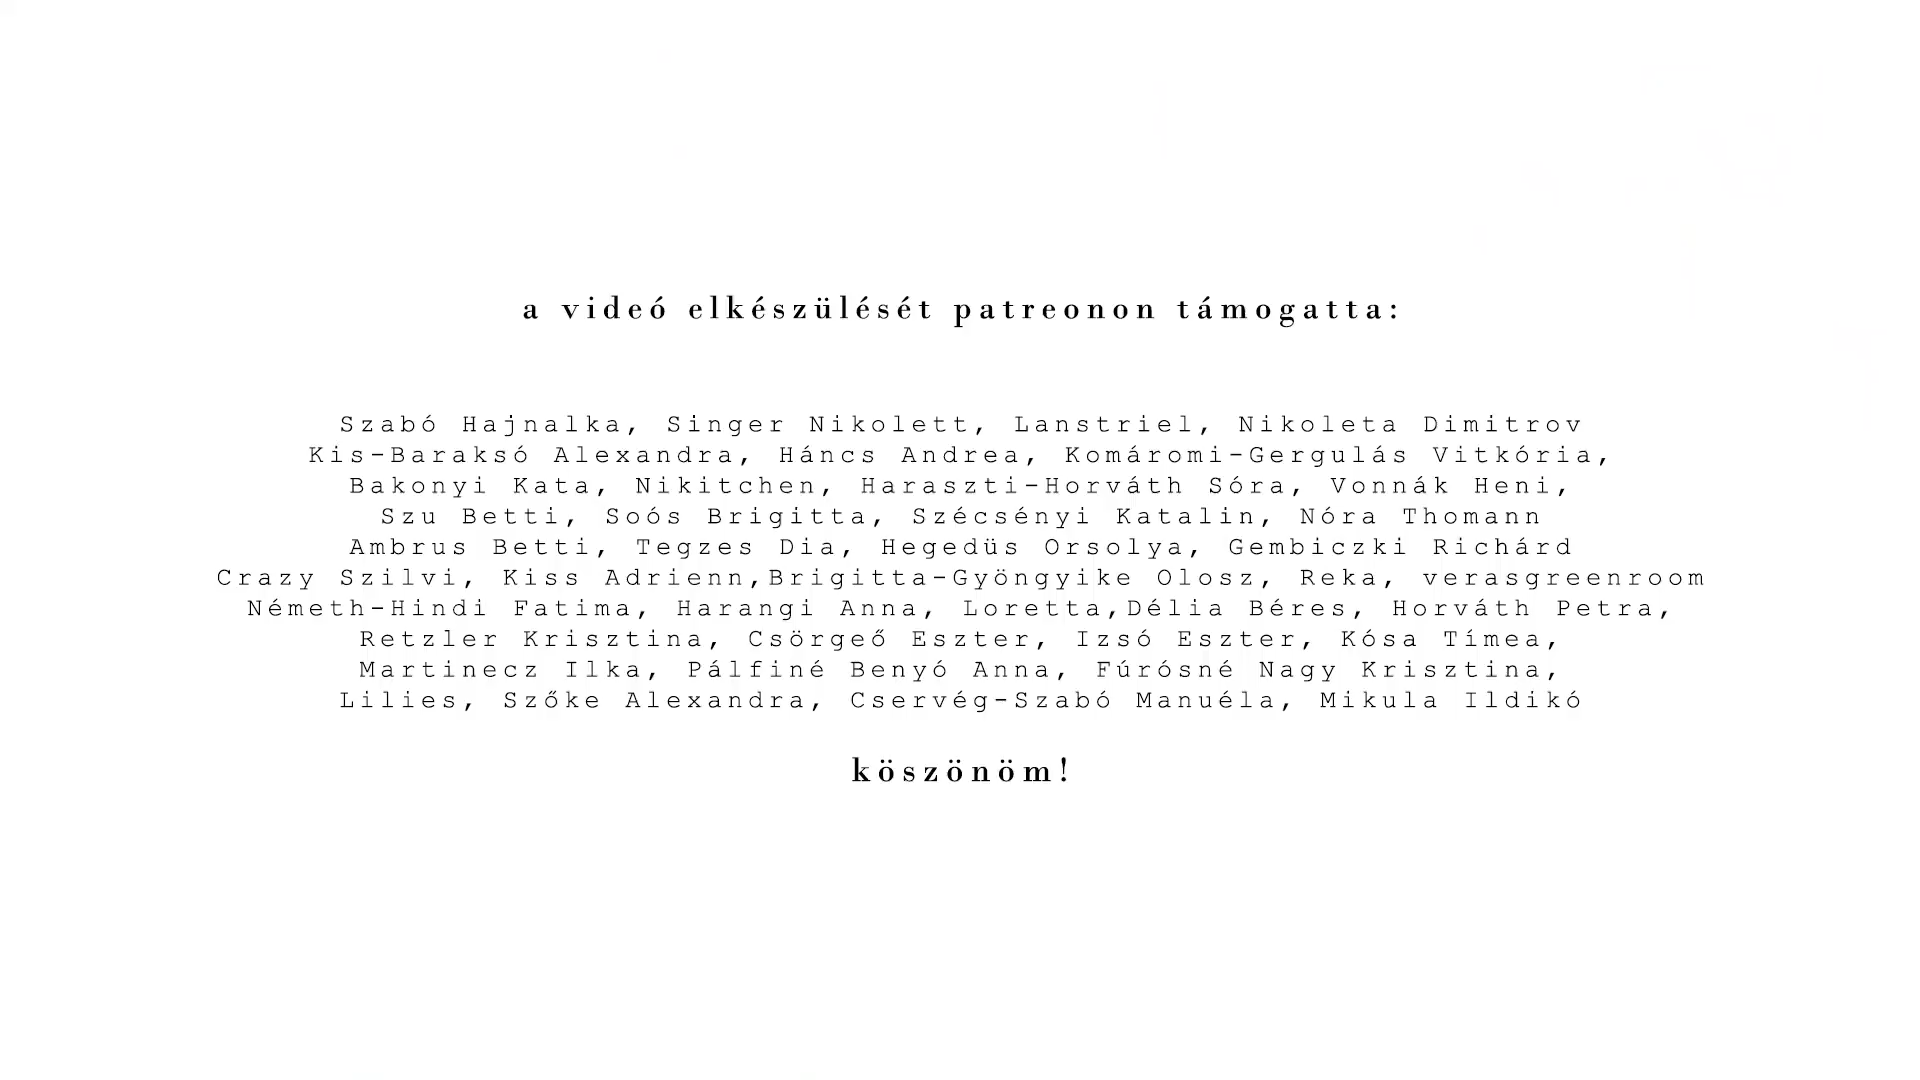 a videó elkészülését patreonon támogatta:
Szabó Hajnalka, Singer Nikolett, Lanstriel, Nikoleta Dimitrov
Kis-Baraksó Alexandra, Háncs Andrea, Komáromi-Gergulás Vitkória,
Bakonyi Kata, Nikitchen, Haraszti-Horváth Sóra, Vonnák Heni,
Szu Betti, Soós Brigitta, Szécsényi Katalin, Nóra Thomann
Ambrus Betti, Tegzes Dia, Hegedüs Orsolya, Gembiczki Richárd
Crazy Szilvi, Kiss Adrienn,Brigitta-Gyöngyike Olosz, Reka, verasgreenroom
Németh-Hindi Fatima, Harangi Anna, Loretta,Délia Béres, Horváth Petra,
Retzler Krisztina, Csörgeő Eszter, Izsó Eszter, Kósa Tímea,
Martinecz Ilka, Pálfiné Benyó Anna, Fúrósné Nagy Krisztina,
Lilies, Szőke Alexandra, Cservég-Szabó Manuéla, Mikula Ildikó
köszönöm!